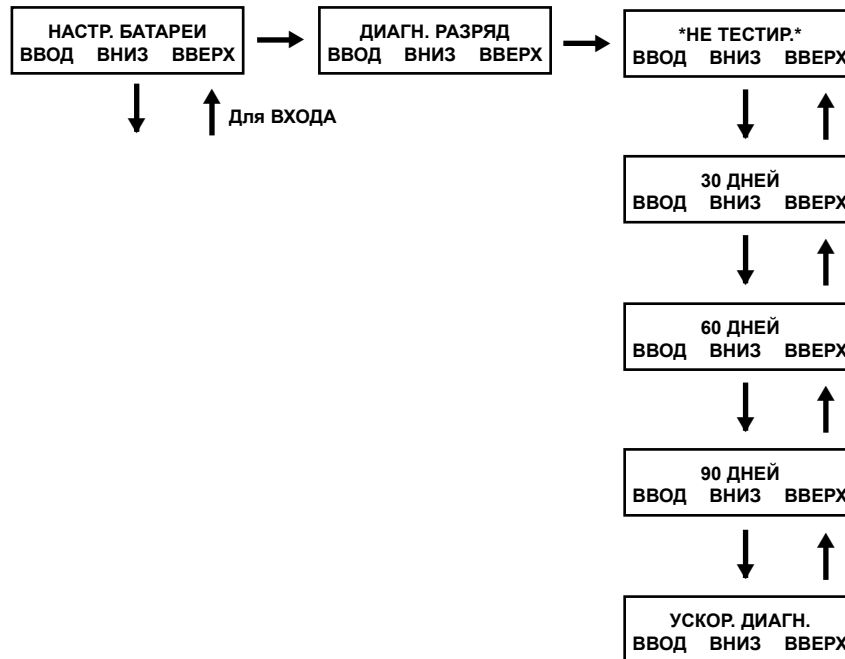 НАСТР. БАТАРЕИ
ВВОД ВНИЗ ВВЕРХ
ДИАГН. РАЗРЯД
ВВОД ВНИЗ ВВЕРХ
*НЕ ТЕСТИР.*
ВВОД ВНИЗ ВВЕРХ
Для ВХОДА
30 ДНЕЙ
ВВОД ВНИЗ ВВЕРХ
60 ДНЕЙ
ВВОД ВНИЗ ВВЕРХ
90 ДНЕЙ
ВВОД ВНИЗ ВВЕРХ
УСКОР. ДИАГН.
ВВОД ВНИЗ ВВЕРХ